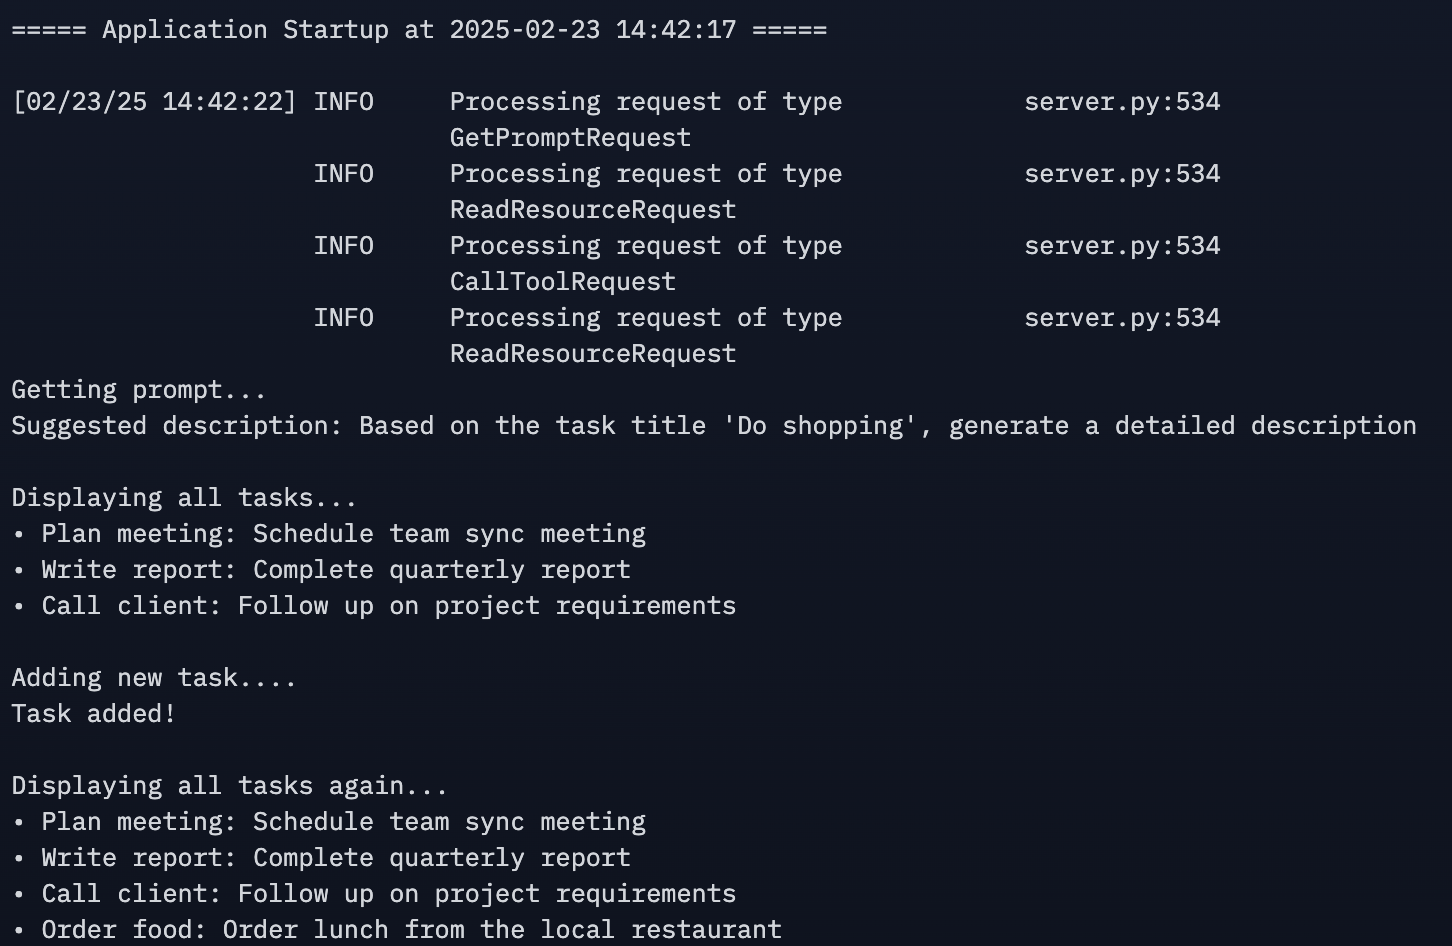 ===== Application Startup at 2025-02-23 14:42:17 =====
[02/23/25 14:42:22] INFO     Processing request of type            server.py:534
                             GetPromptRequest
                    INFO     Processing request of type            server.py:534
                             ReadResourceRequest
                    INFO     Processing request of type            server.py:534
                             CallToolRequest
                    INFO     Processing request of type            server.py:534
                             ReadResourceRequest
Getting prompt...
Suggested description: Based on the task title 'Do shopping', generate a detailed description
Displaying all tasks...
• Plan meeting: Schedule team sync meeting
• Write report: Complete quarterly report
• Call client: Follow up on project requirements
Adding new task....
Task added!
Displaying all tasks again...
• Plan meeting: Schedule team sync meeting
• Write report: Complete quarterly report
• Call client: Follow up on project requirements
• Order food: Order lunch from the local restaurant